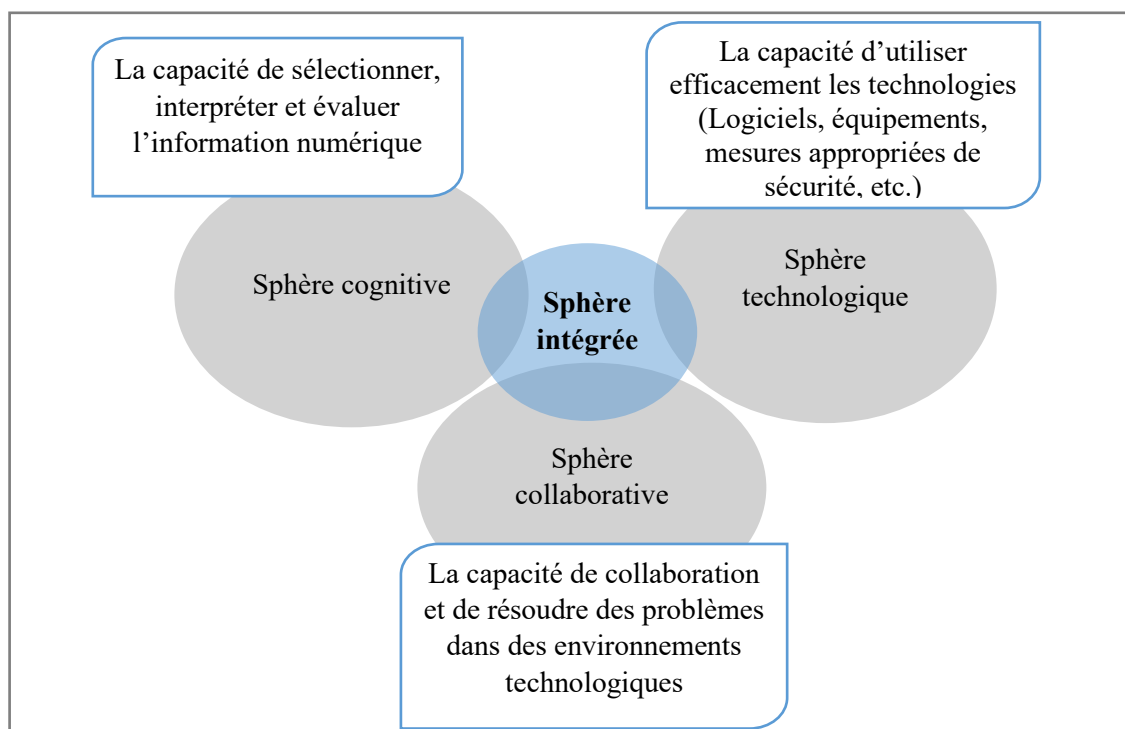 La capacité de sélectionner,
interpréter et évaluer
l’information numérique
La capacité d’utiliser
efficacement les technologies
(Logiciels, équipements,
mesures appropriées de
sécurité, etc.)
Sphère cognitive
Sphère
intégrée
Sphère
technologique
Sphère
collaborative
La capacité de collaboration
et de résoudre des problèmes
dans des environnements
technologiques